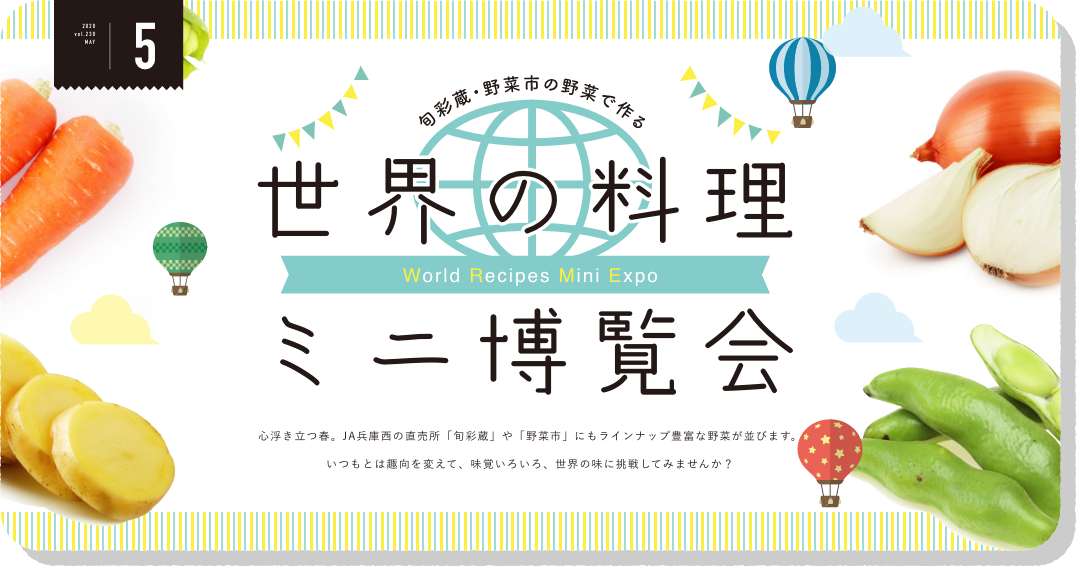 2020
vol.230
MAY
5
旬彩蔵・野菜市の野菜で作る
世界の料理
World Recipes Mini Expo
ミニ博覧会
心浮き立つ春。JA兵庫西の直売所「旬彩蔵」や「野菜市」にもラインナップ豊富な野菜が並びます。
いつもとは趣向を変えて、味覚いろいろ、世界の味に挑戦してみませんか？